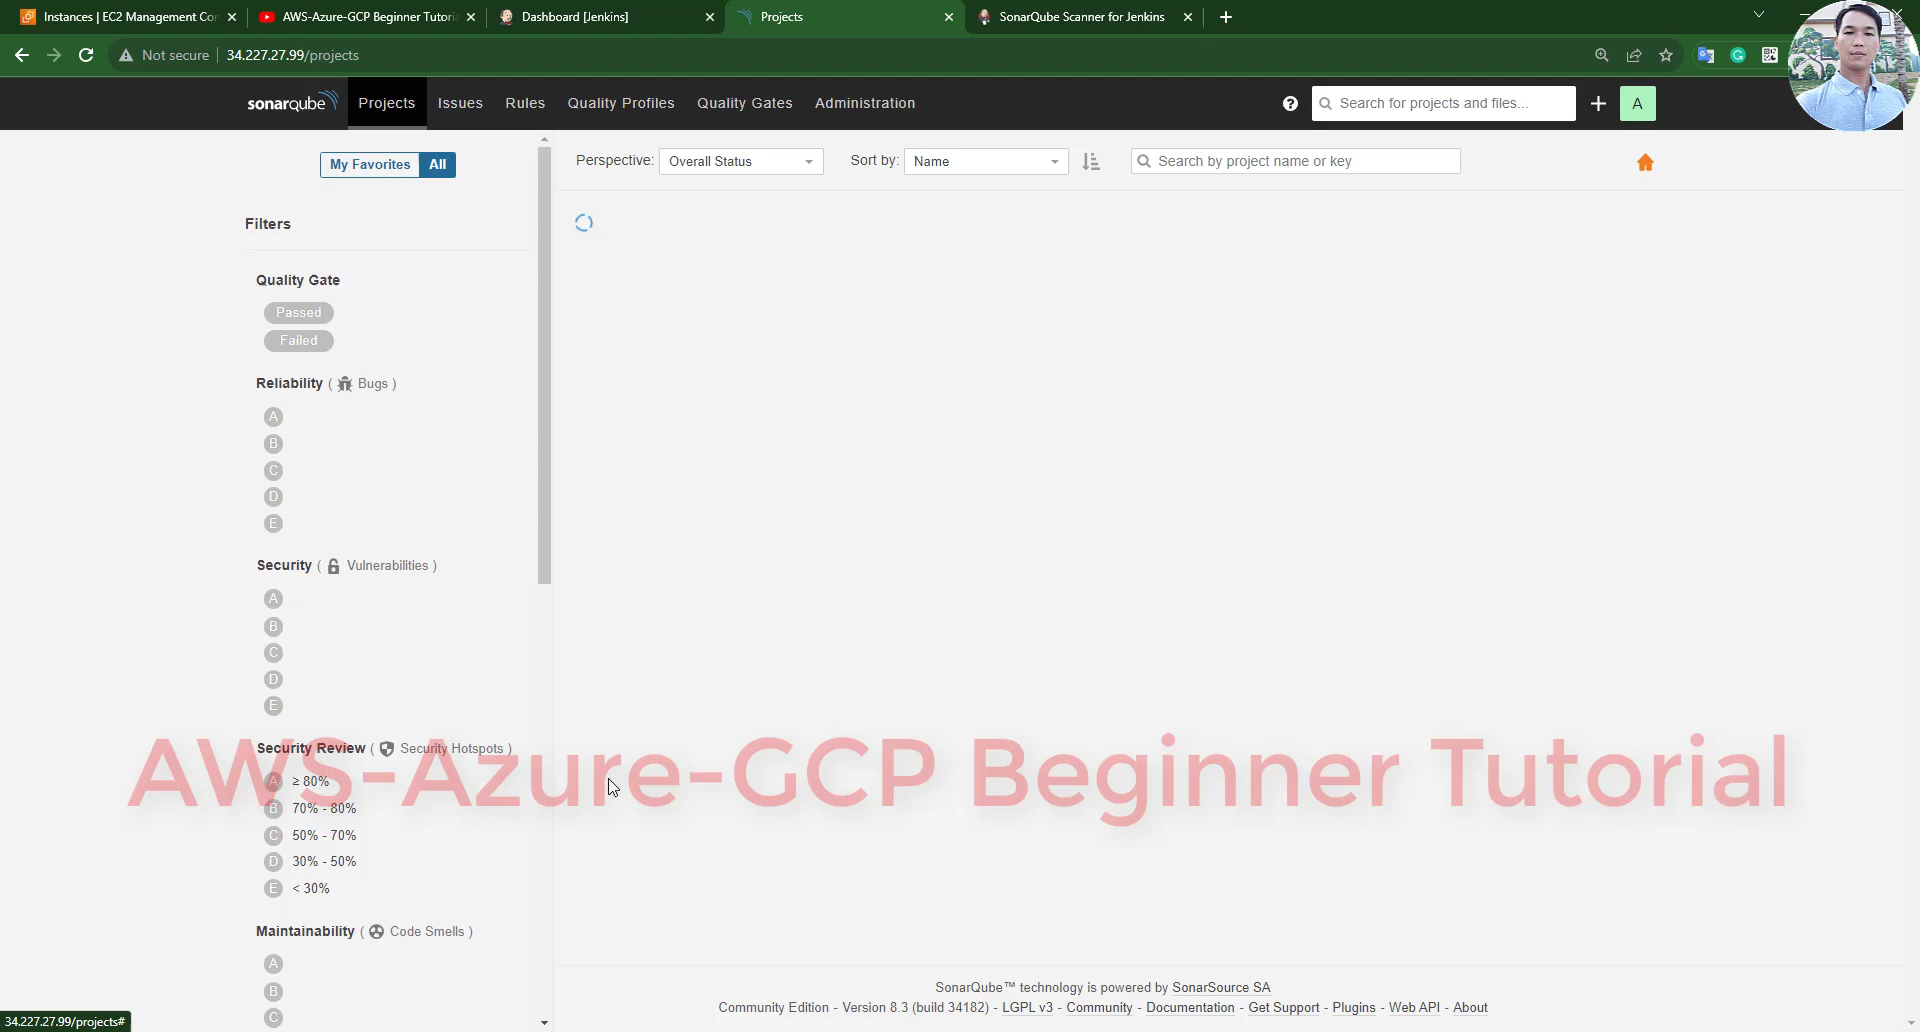 Instances | EC2 Management Cor
AWS-Azure-GCP Beginner Tutoria
Dashboard [Jenkins]
Projects
SonarQube Scanner for Jenkins
Not secure
34.227.27.99/projects
sonarqube
Projects
Issues
Rules
Quality Profiles
Quality Gates
Administration
Search for projects and files...
A
My Favorites
All
Perspective:
Overall Status
Sort by:
Name
Search by project name or key
Filters
Quality Gate
Passed
Failed
Reliability ( Bugs )
A
B
C
D
E
Security ( Vulnerabilities )
A
B
C
D
E
Security Review ( Security Hotspots )
A ≥ 80%
B 70% - 80%
C 50% - 70%
D 30% - 50%
E < 30%
AWS-Azure-GCP Beginner Tutorial
Maintainability ( Code Smells )
A
B
C
SonarQube™ technology is powered by SonarSource SA
Community Edition - Version 8.3 (build 34182) - LGPL v3 - Community - Documentation - Get Support - Plugins - Web API - About
34.227.27.99/projects#